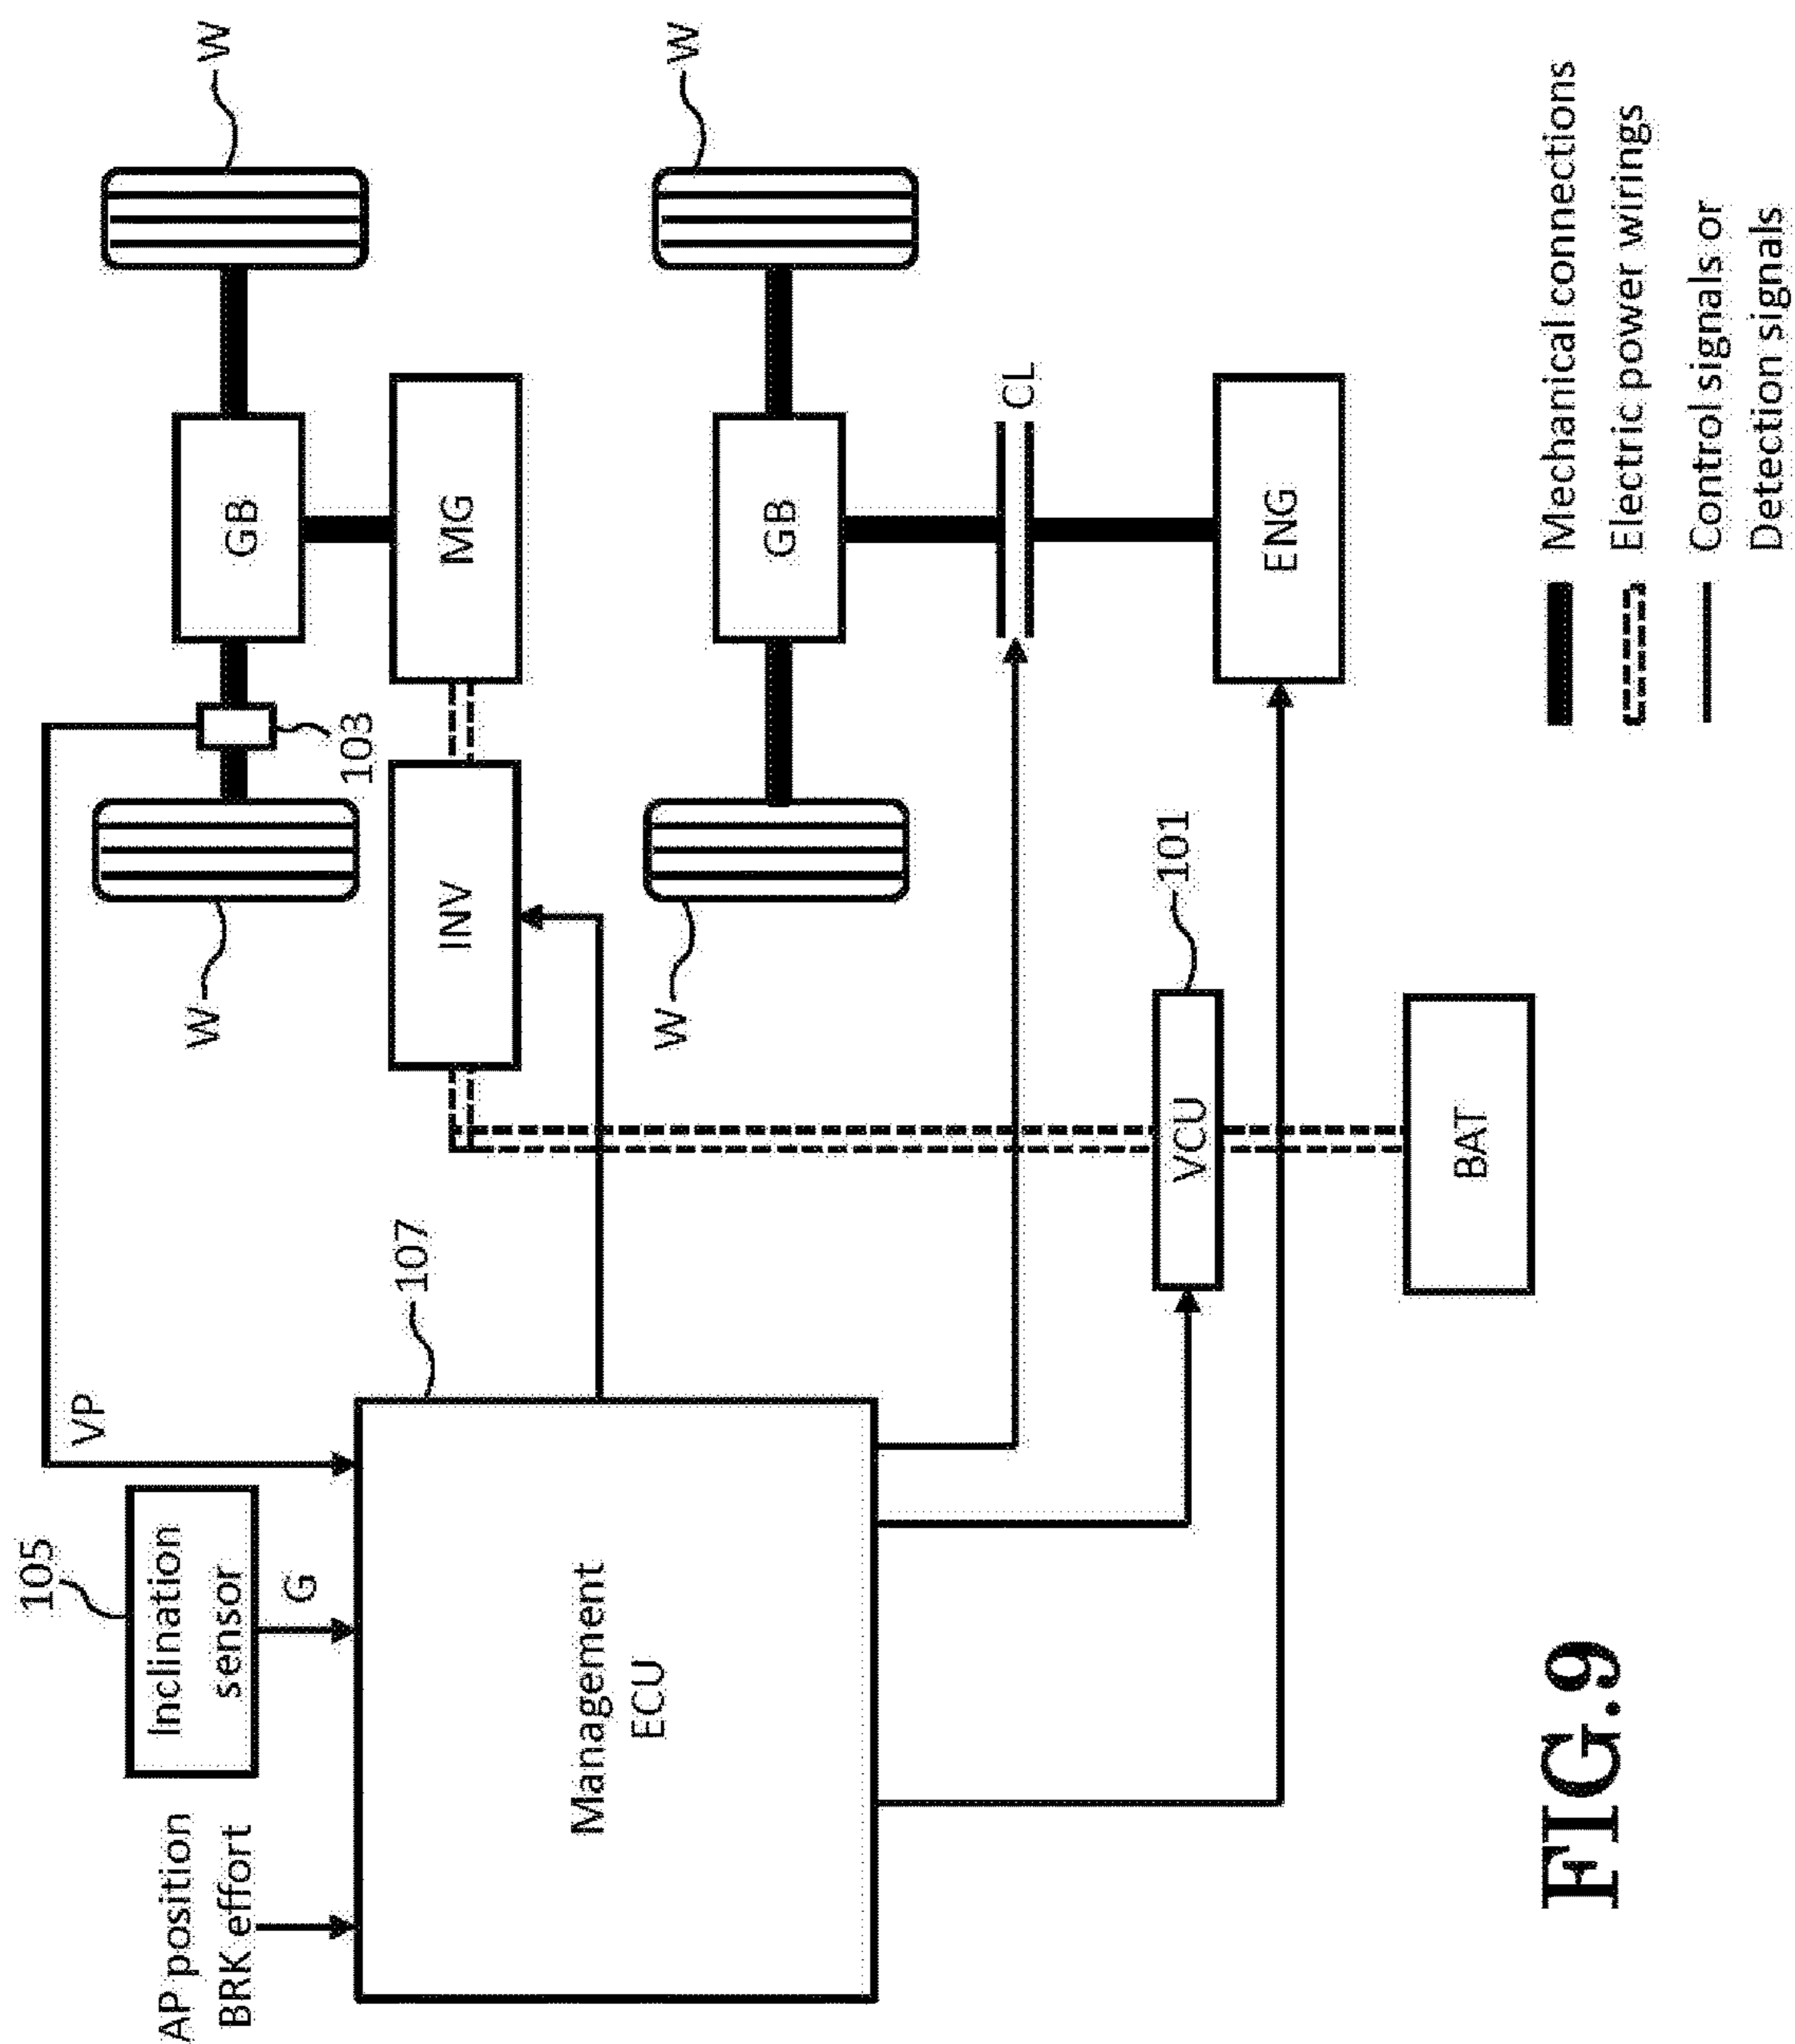 105
AP position
BRK effort
Inclination
sensor
G
VP
W
W
GB
103
107
INV
MG
Management
ECU
W
W
GB
CL
101
VCU
ENG
BAT
Mechanical connections
Electric power wirings
Control signals or
Detection signals
FIG.9